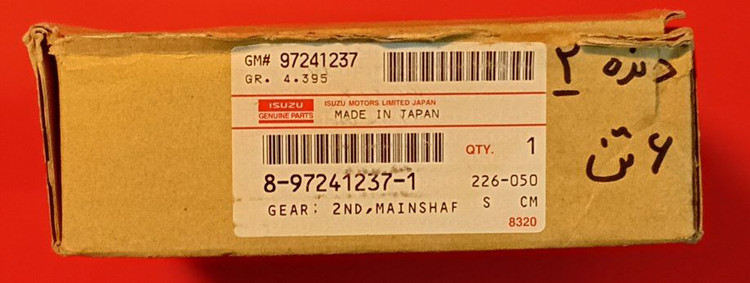 GM# 97241237
GR. 4.395
ISUZU
GENUINE PARTS
ISUZU MOTORS LIMITED JAPAN
MADE IN JAPAN
QTY. 1
8-97241237-1
226-050
GEAR: 2ND,MAINSHAF
S CM
8320
دنده ۲
۶ تن